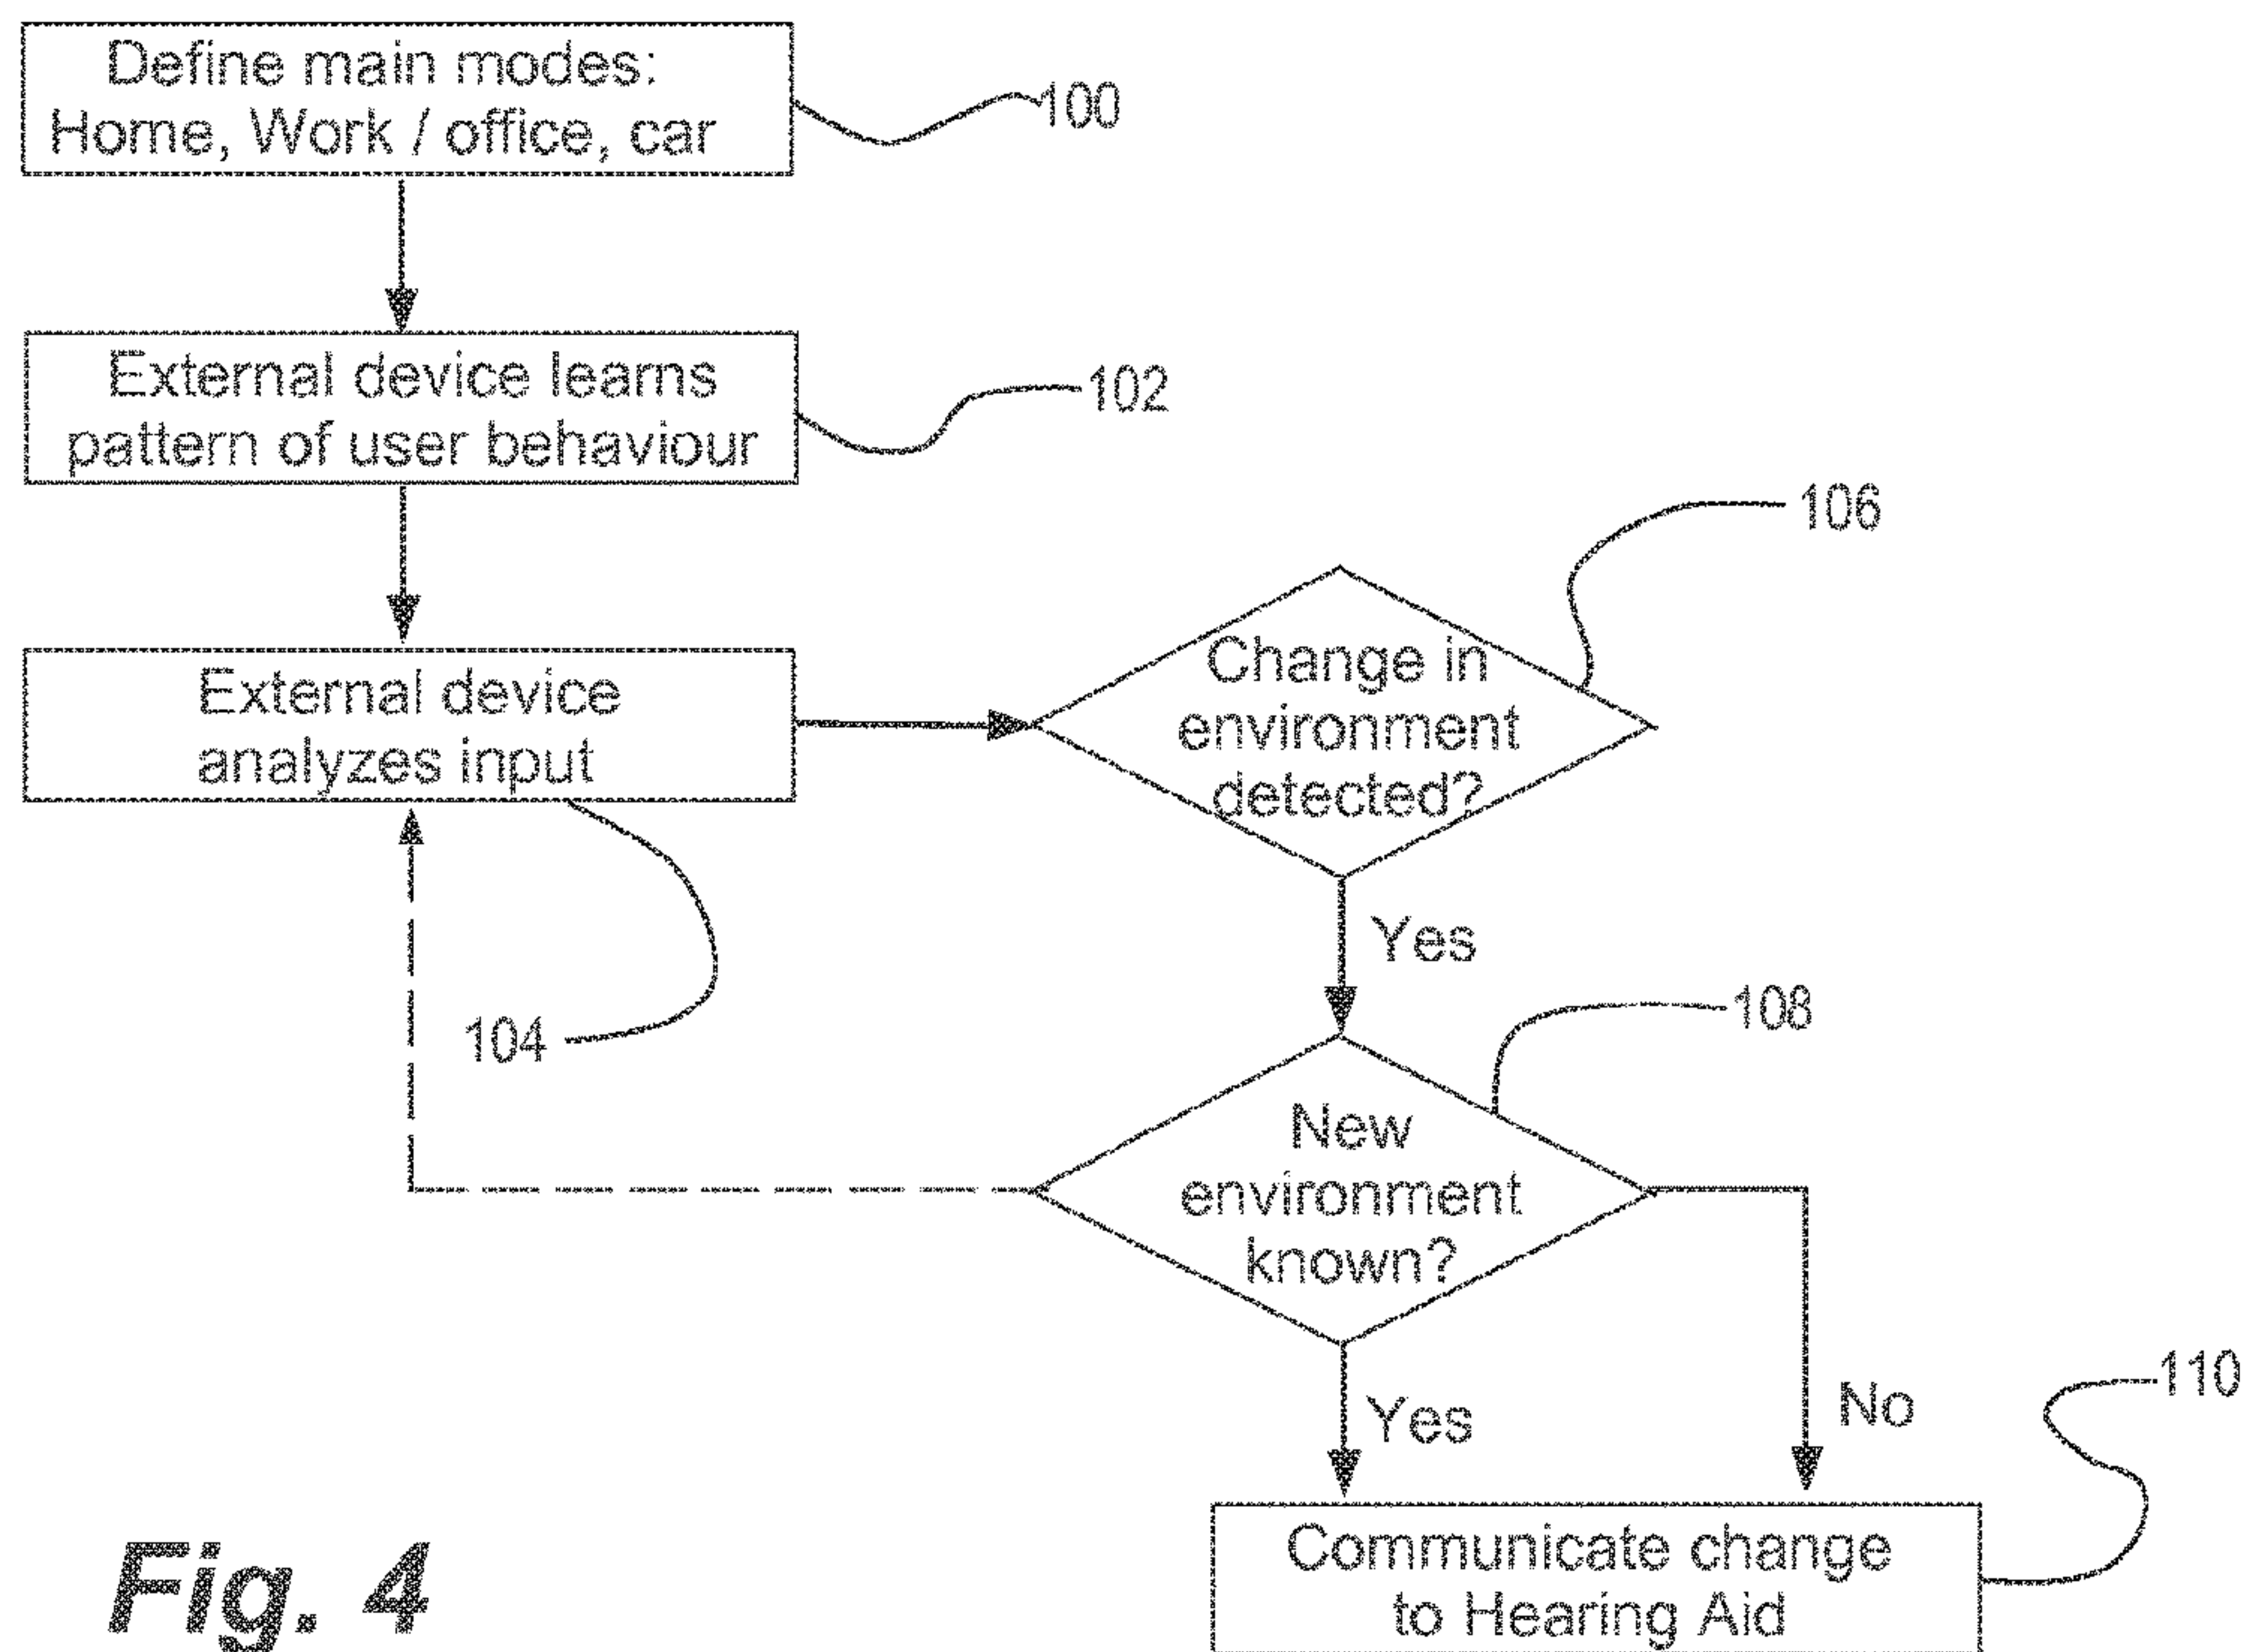 Define main modes:
Home, Work / office, car
100
External device learns
pattern of user behaviour
102
External device
analyzes input
104
Change in
environment
detected?
106
Yes
New
environment
known?
108
Yes
No
Communicate change
to Hearing Aid
110
Fig. 4